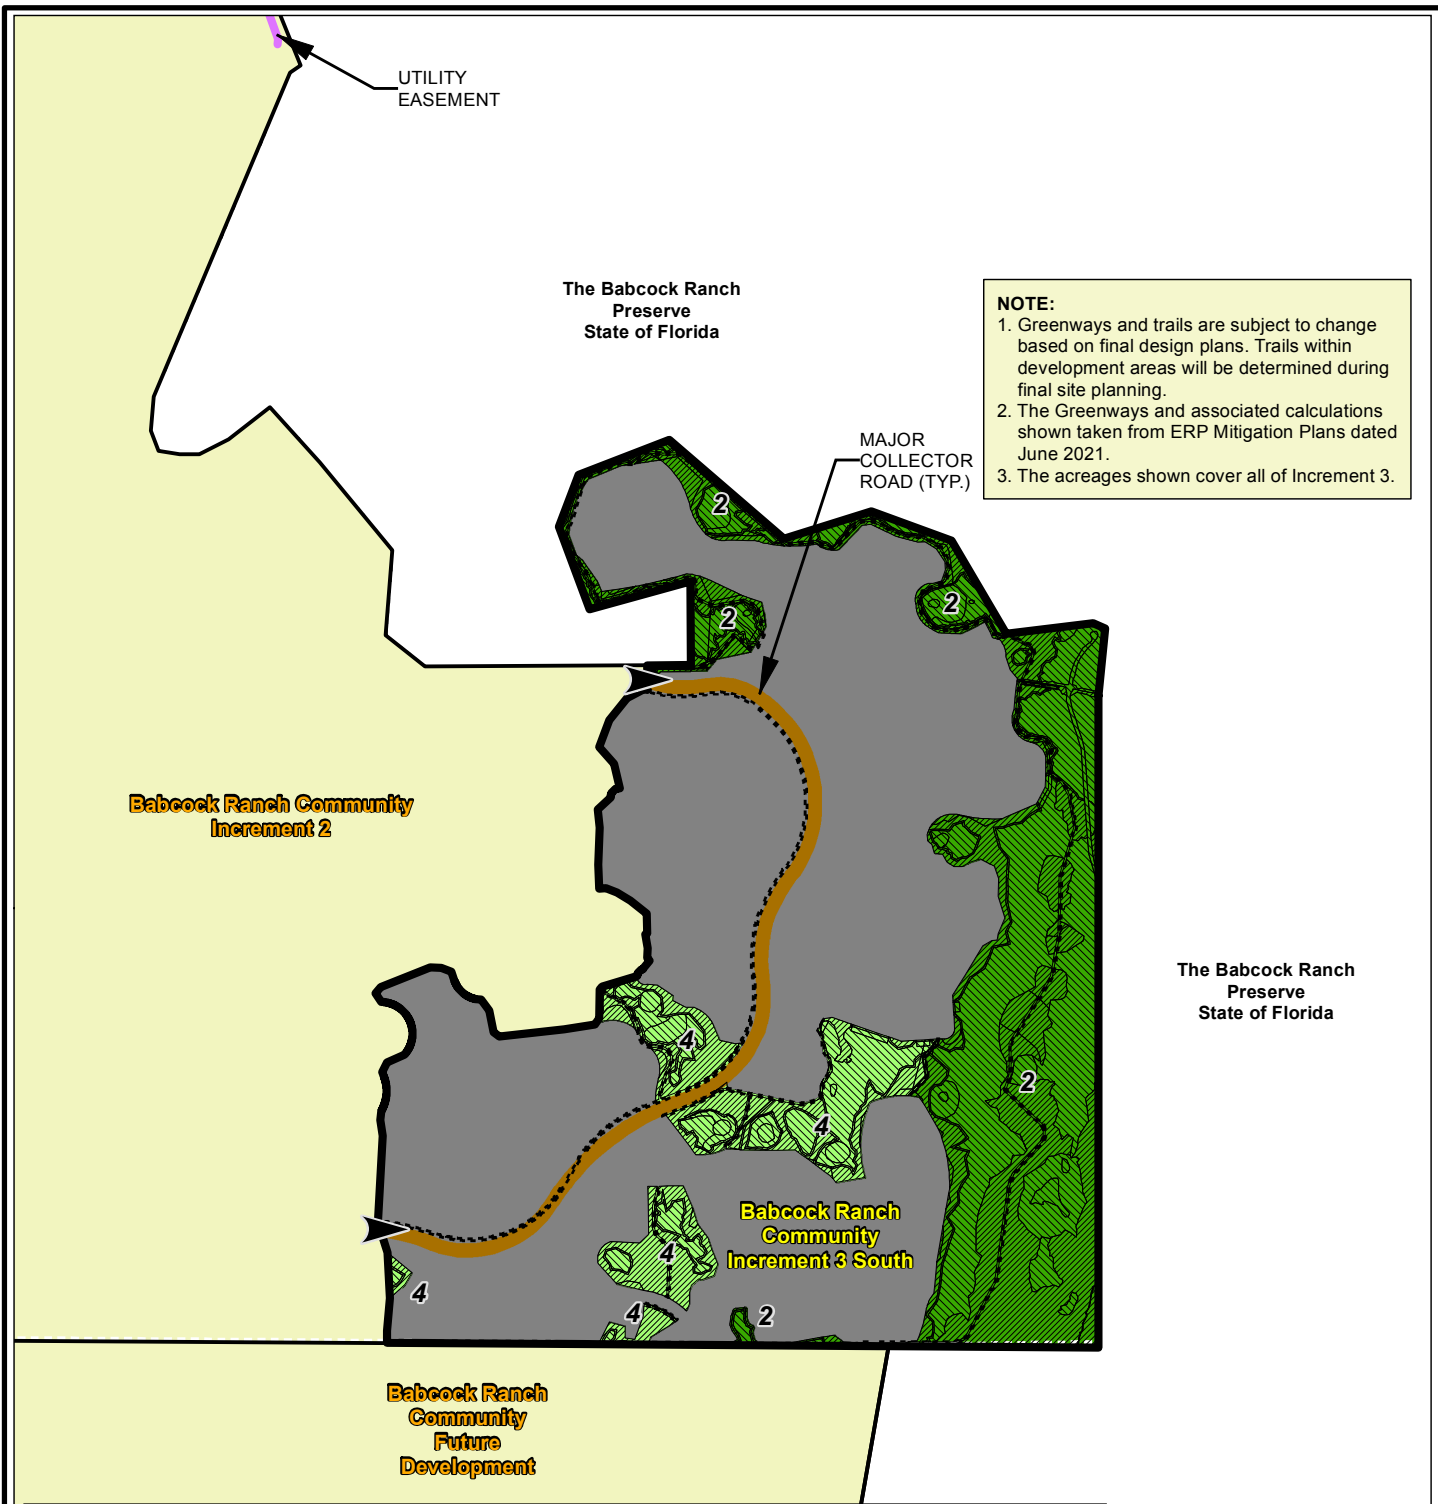 UTILITY
EASEMENT
The Babcock Ranch
Preserve
State of Florida
NOTE:
1. Greenways and trails are subject to change
based on final design plans. Trails within
development areas will be determined during
final site planning.
2. The Greenways and associated calculations
shown taken from ERP Mitigation Plans dated
June 2021.
3. The acreages shown cover all of Increment 3.
MAJOR
COLLECTOR
ROAD (TYP.)
2
2
2
Babcock Ranch Community
Increment 2
The Babcock Ranch
Preserve
State of Florida
4
2
4
Babcock Ranch
Community
Increment 3 South
4
4
4
2
Babcock Ranch
Community
Future
Development